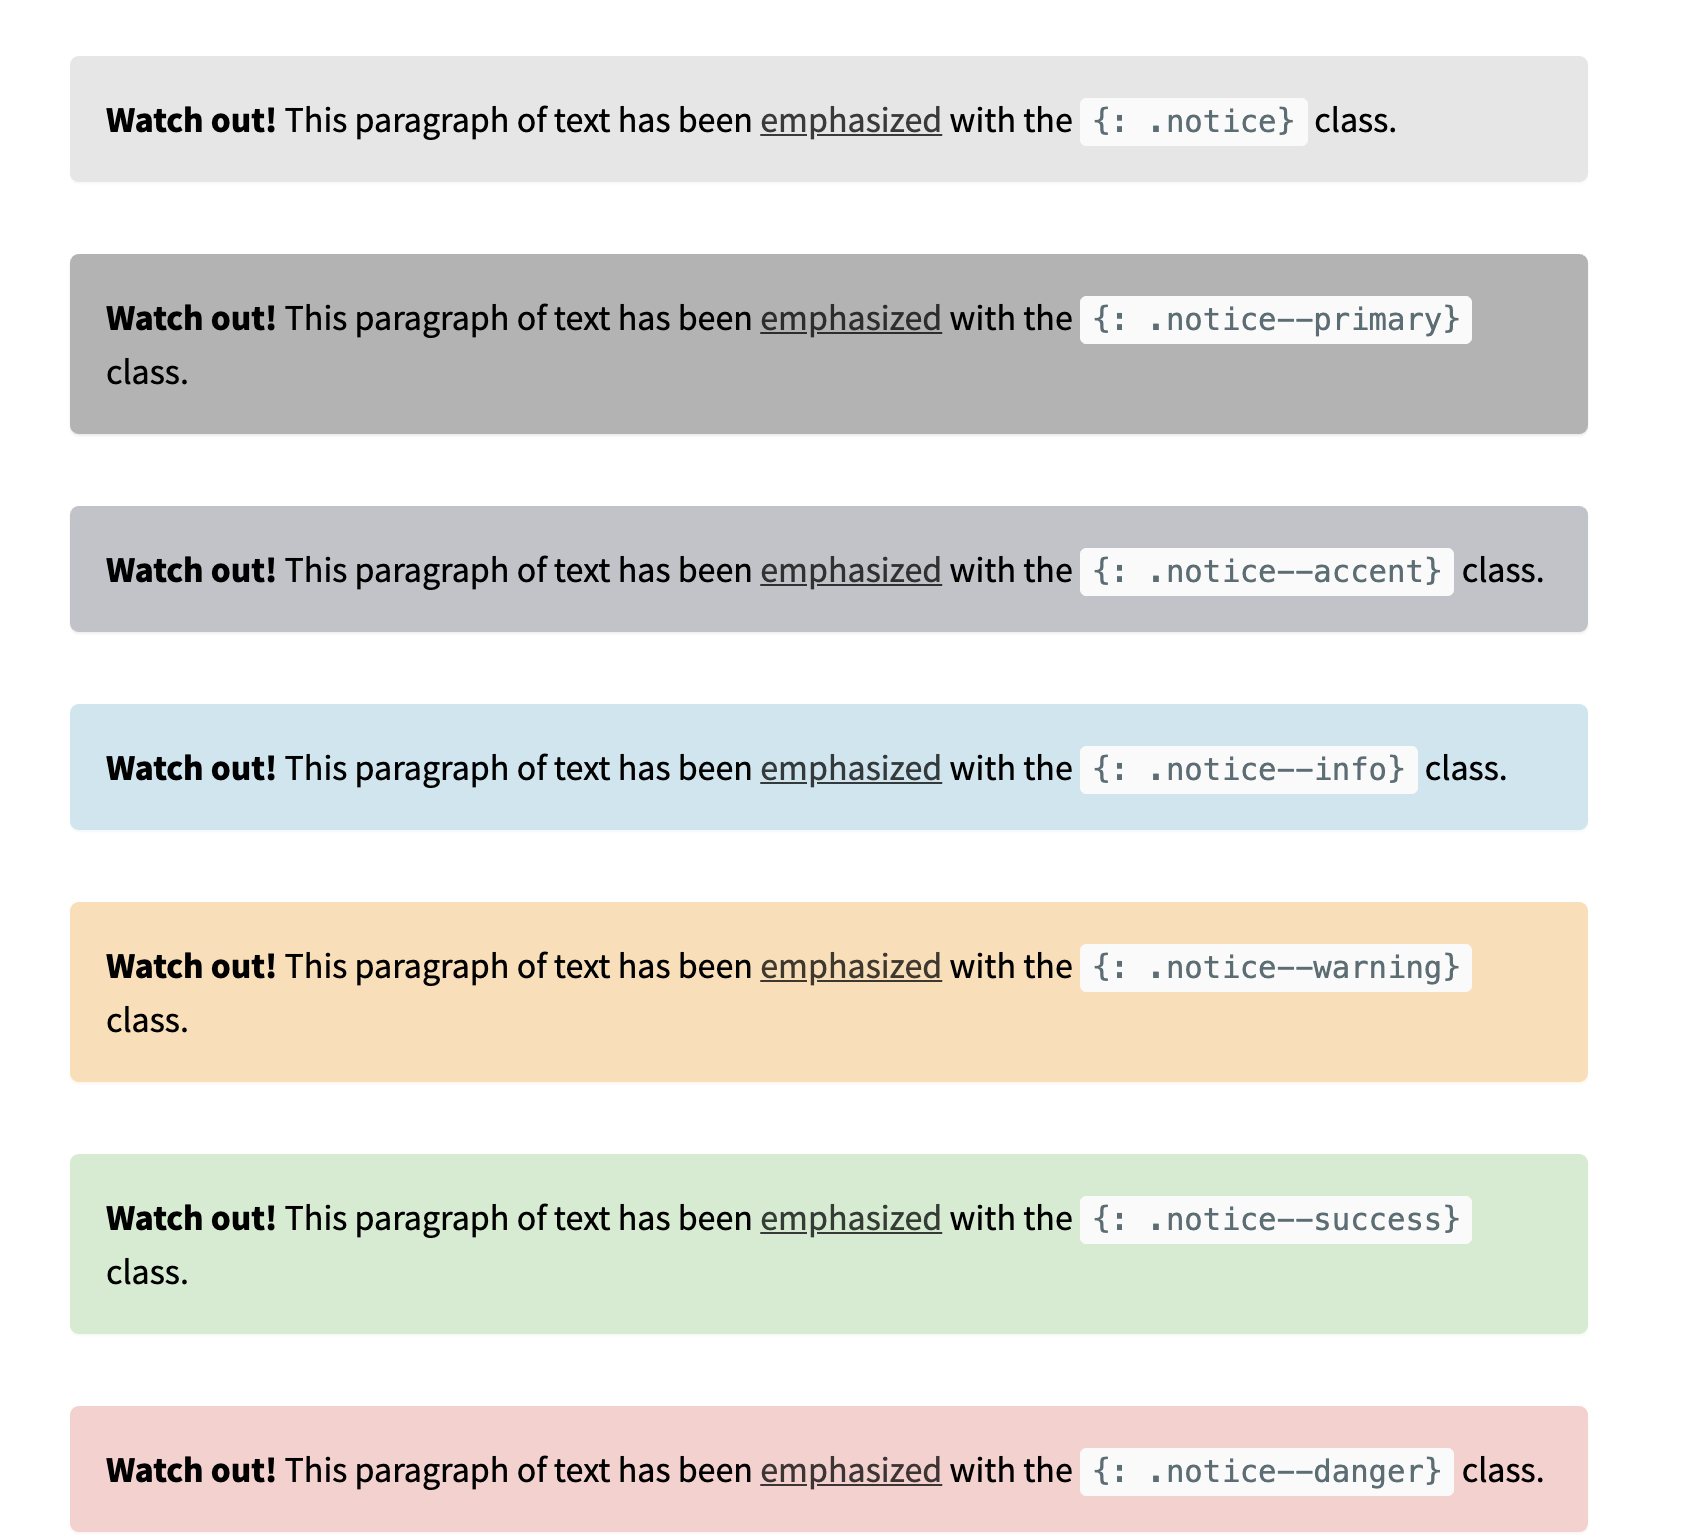 Watch out! This paragraph of text has been emphasized with the {: .notice} class.
Watch out! This paragraph of text has been emphasized with the {: .notice--primary}
class.
Watch out! This paragraph of text has been emphasized with the {: .notice--accent} class.
Watch out! This paragraph of text has been emphasized with the {: .notice--info} class.
Watch out! This paragraph of text has been emphasized with the {: .notice--warning}
class.
Watch out! This paragraph of text has been emphasized with the {: .notice--success}
class.
Watch out! This paragraph of text has been emphasized with the {: .notice--danger} class.